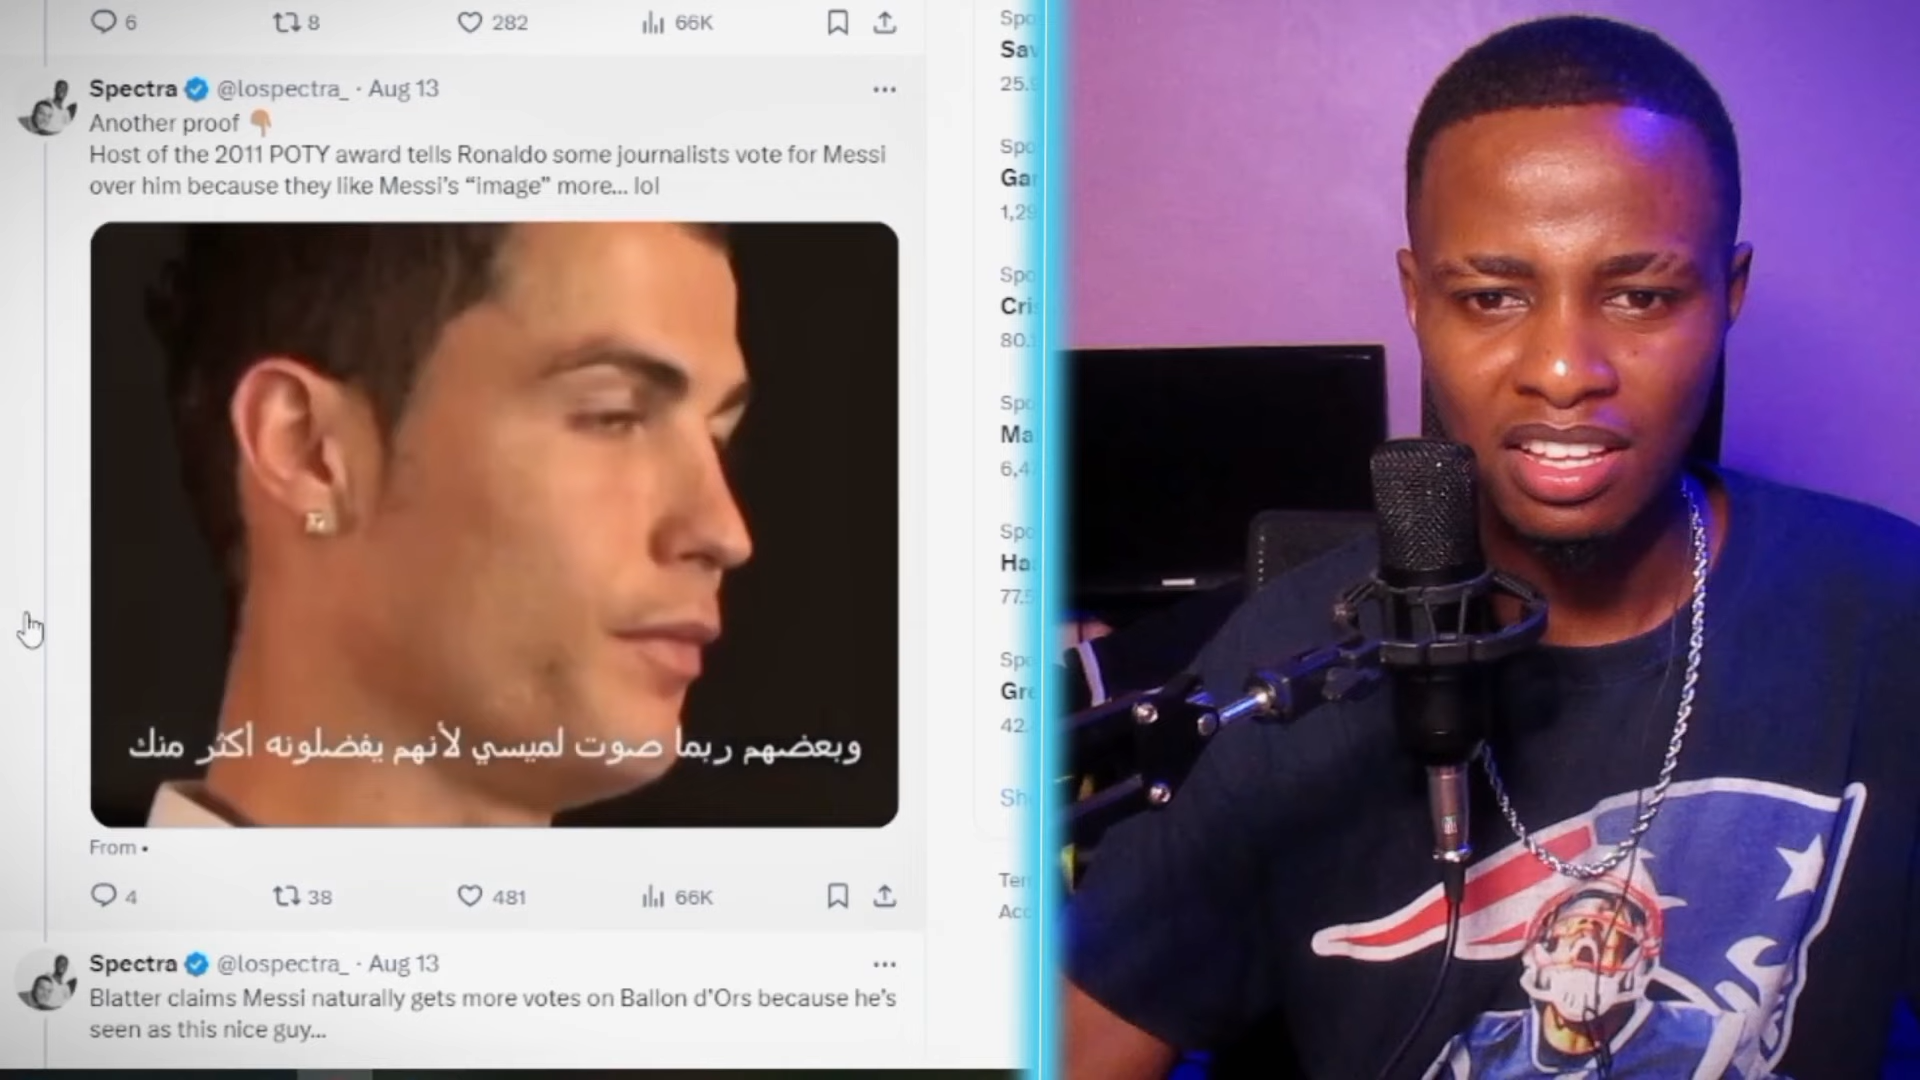 6 8 282 66K
Spectra @lospectra_ · Aug 13
Another proof
Host of the 2011 POTY award tells Ronaldo some journalists vote for Messi
over him because they like Messi's “image” more... lol
وبعضهم ربما صوت لميسي لأنهم يفضلونه أكثر منك
From •
4 38 481 66K
Spectra @lospectra_ · Aug 13
Blatter claims Messi naturally gets more votes on Ballon d'Ors because he's
seen as this nice guy...